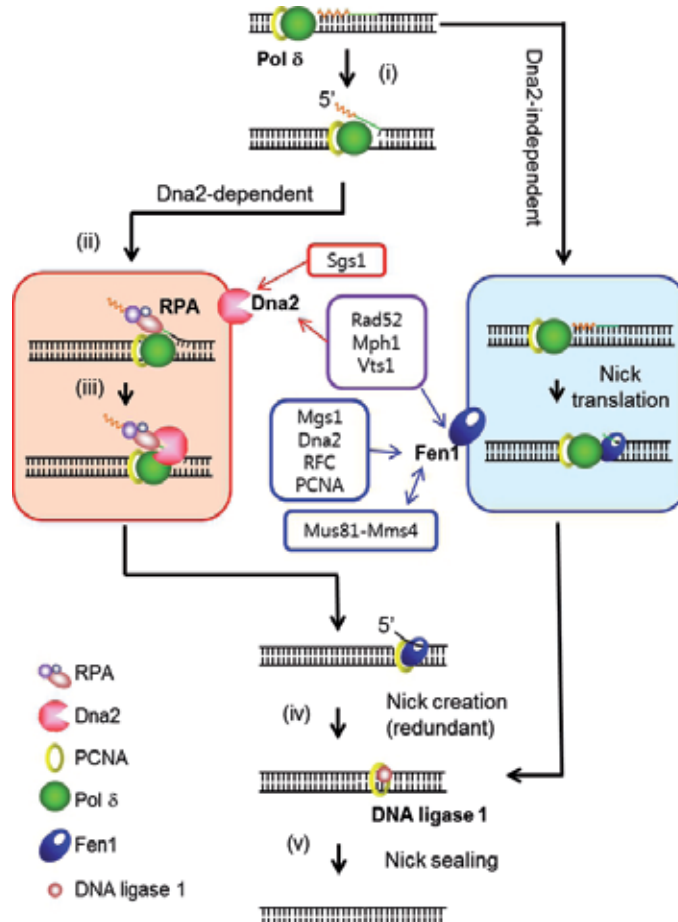 Pol δ
(i)
5'
Dna2-independent
Dna2-dependent
(ii)
Sgs1
RPA
Dna2
Rad52
Mph1
Vts1
(iii)
Nick
translation
Mgs1
Dna2
RFC
PCNA
Fen1
Mus81-Mms4
5'
RPA
Dna2
PCNA
Pol δ
Fen1
DNA ligase 1
(iv)
Nick creation
(redundant)
DNA ligase 1
(v)
Nick sealing